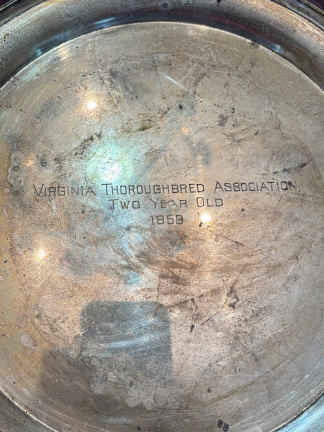 VIRGINIA THOROUGHBRED ASSOCIATION
TWO YEAR OLD
1959